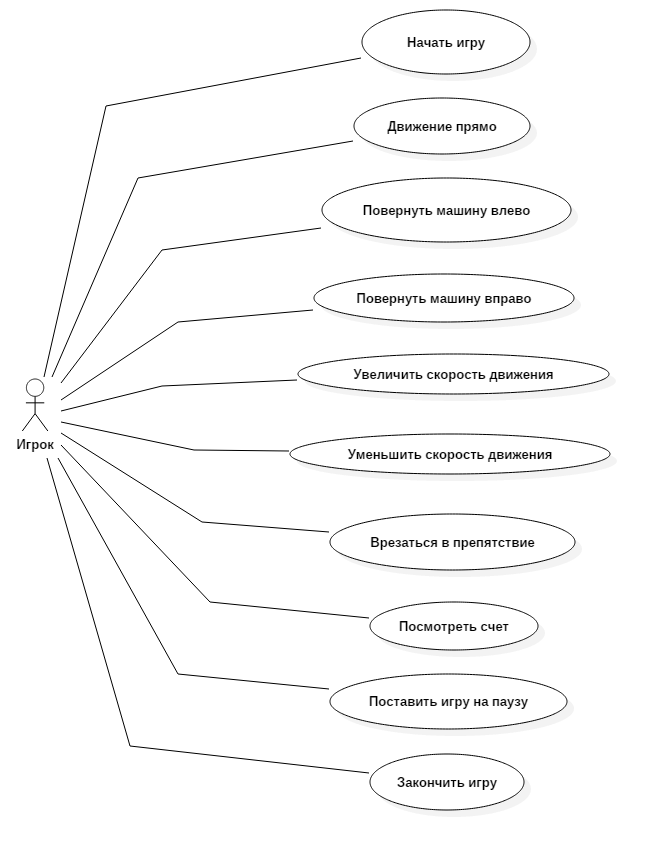 Начать игру
Движение прямо
Повернуть машину влево
Повернуть машину вправо
Увеличить скорость движения
Игрок
Уменьшить скорость движения
Врезаться в препятствие
Посмотреть счет
Поставить игру на паузу
Закончить игру